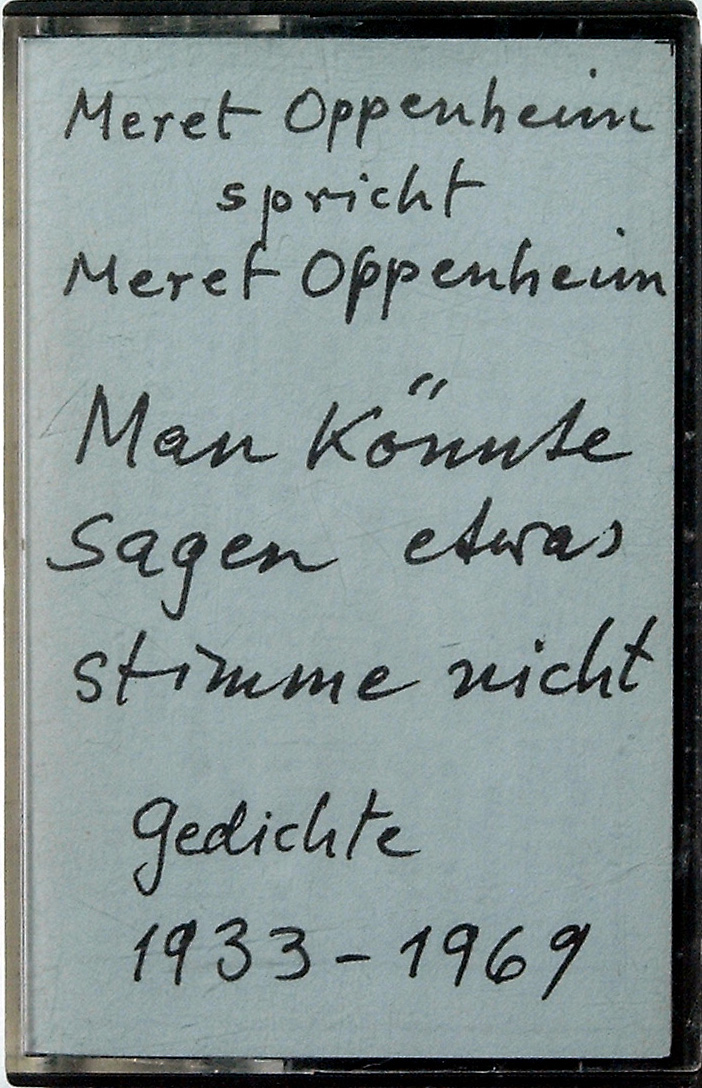 Meret Oppenheim
spricht
Meret Oppenheim
Man könnte
sagen etwas
stimme nicht
Gedichte
1933 – 1969